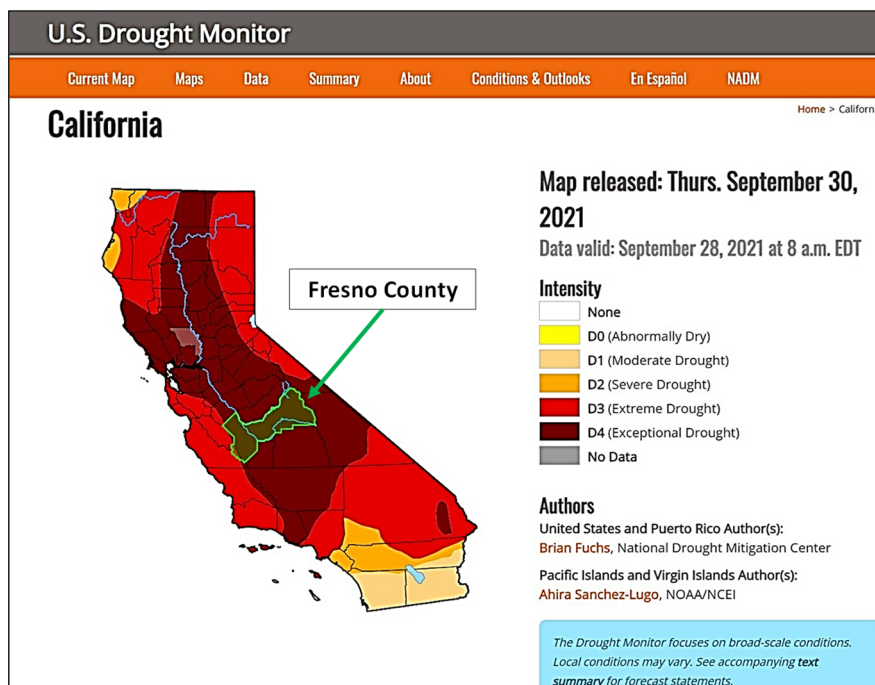 U.S. Drought Monitor
Current Map Maps Data Summary About Conditions & Outlooks En Español NADM
Home > Californ
California
Map released: Thurs. September 30,
2021
Data valid: September 28, 2021 at 8 a.m. EDT
Fresno County
Intensity
None
D0 (Abnormally Dry)
D1 (Moderate Drought)
D2 (Severe Drought)
D3 (Extreme Drought)
D4 (Exceptional Drought)
No Data
Authors
United States and Puerto Rico Author(s):
Brian Fuchs, National Drought Mitigation Center
Pacific Islands and Virgin Islands Author(s):
Ahira Sanchez-Lugo, NOAA/NCEI
The Drought Monitor focuses on broad-scale conditions.
Local conditions may vary. See accompanying text
summary for forecast statements.